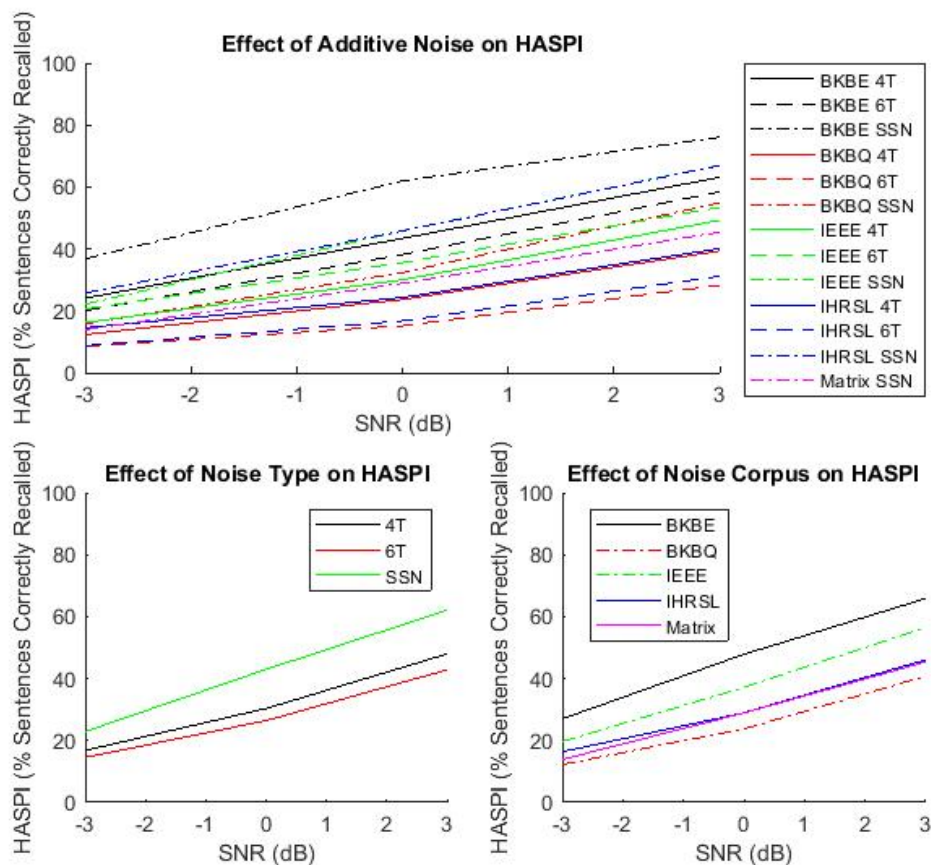 Effect of Additive Noise on HASPI
HASPI (% Sentences Correctly Recalled)
100
80
60
40
20
0
-3
-2
-1
0
1
2
3
SNR (dB)
BKBE 4T
BKBE 6T
BKBE SSN
BKBQ 4T
BKBQ 6T
BKBQ SSN
IEEE 4T
IEEE 6T
IEEE SSN
IHRSL 4T
IHRSL 6T
IHRSL SSN
Matrix SSN
Effect of Noise Type on HASPI
HASPI (% Sentences Correctly Recalled)
100
80
60
40
20
0
-3
-2
-1
0
1
2
3
SNR (dB)
4T
6T
SSN
Effect of Noise Corpus on HASPI
HASPI (% Sentences Correctly Recalled)
100
80
60
40
20
0
-3
-2
-1
0
1
2
3
SNR (dB)
BKBE
BKBQ
IEEE
IHRSL
Matrix